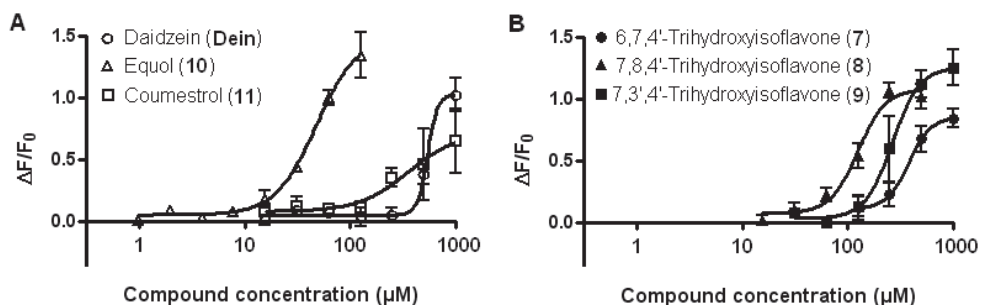 A
1.5
1.0
0.5
0.0
ΔF/F0
Daidzein (Dein)
Equol (10)
Coumestrol (11)
1
10
100
1000
Compound concentration (µM)
B
1.5
1.0
0.5
0.0
ΔF/F0
6,7,4'-Trihydroxyisoflavone (7)
7,8,4'-Trihydroxyisoflavone (8)
7,3',4'-Trihydroxyisoflavone (9)
1
10
100
1000
Compound concentration (µM)